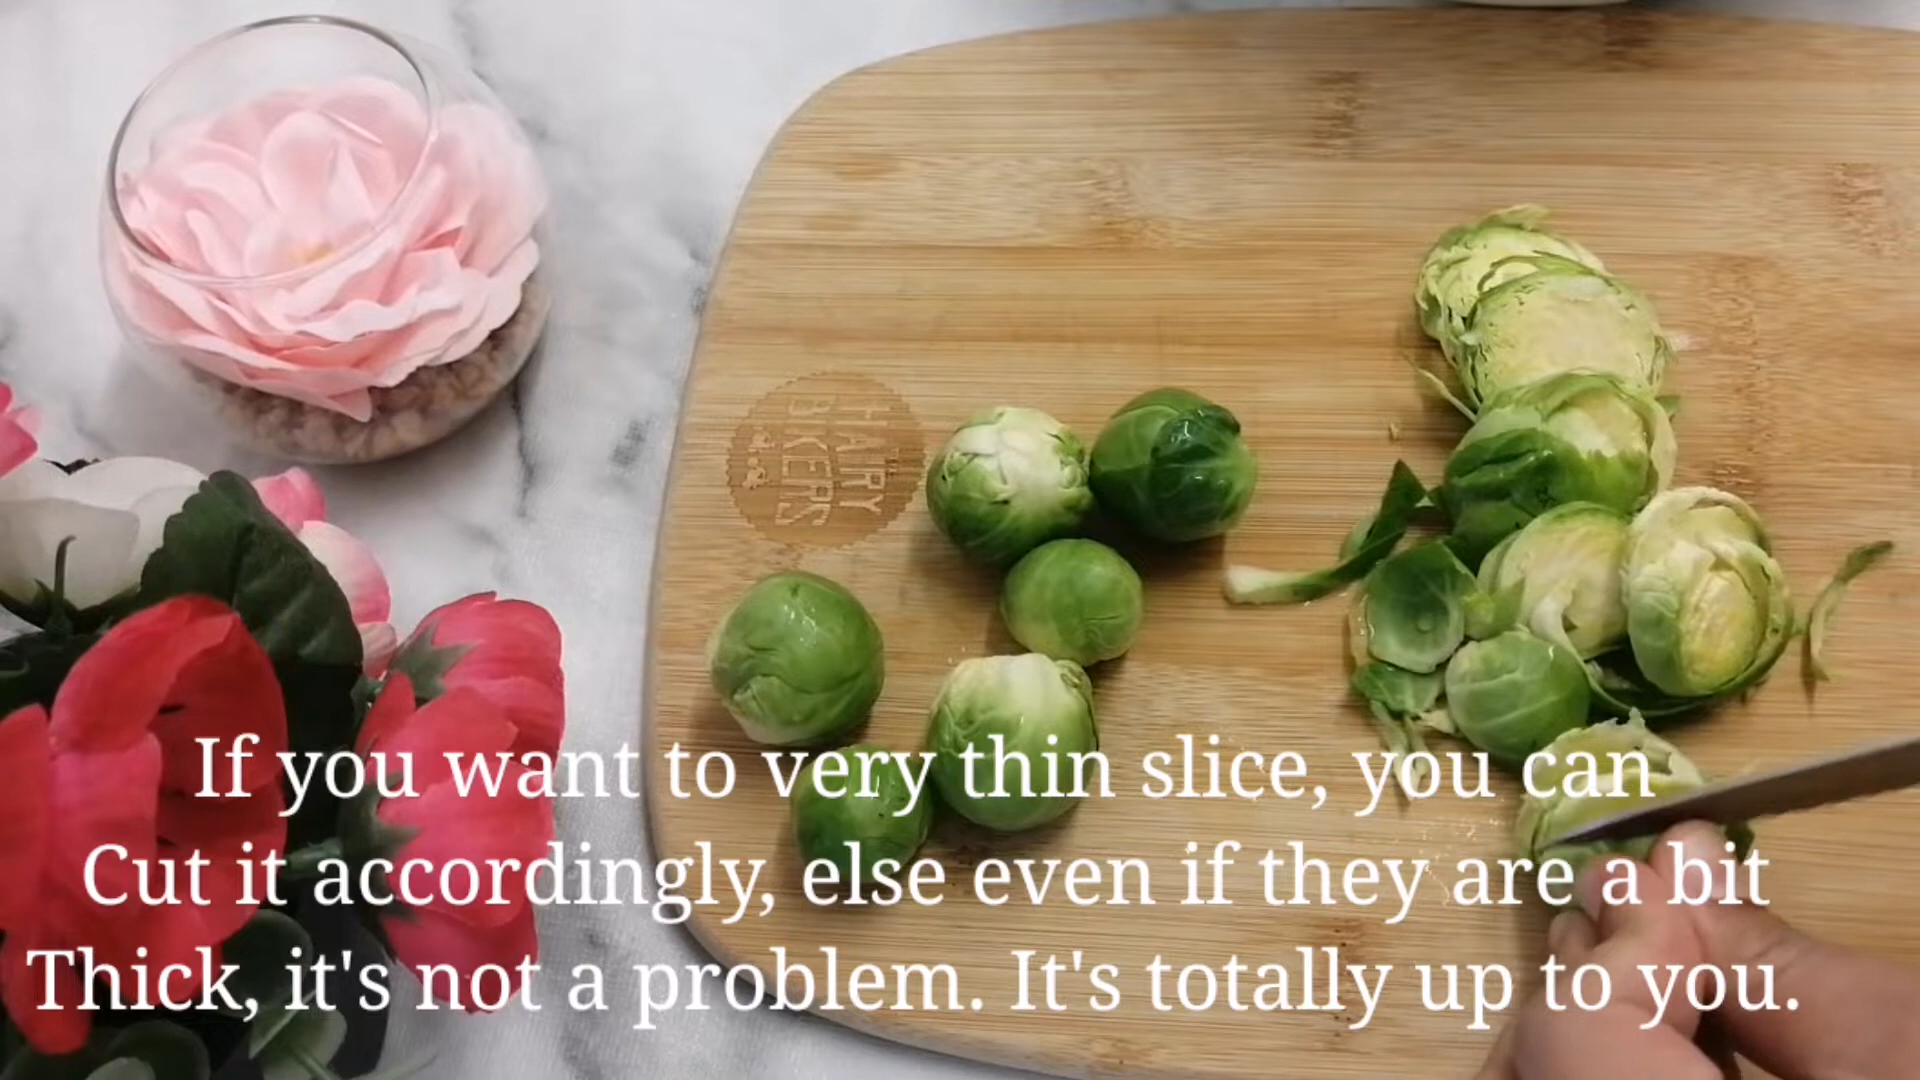 HAIRY
BIKERS
If you want to very thin slice, you can
Cut it accordingly, else even if they are a bit
Thick, it's not a problem. It's totally up to you.